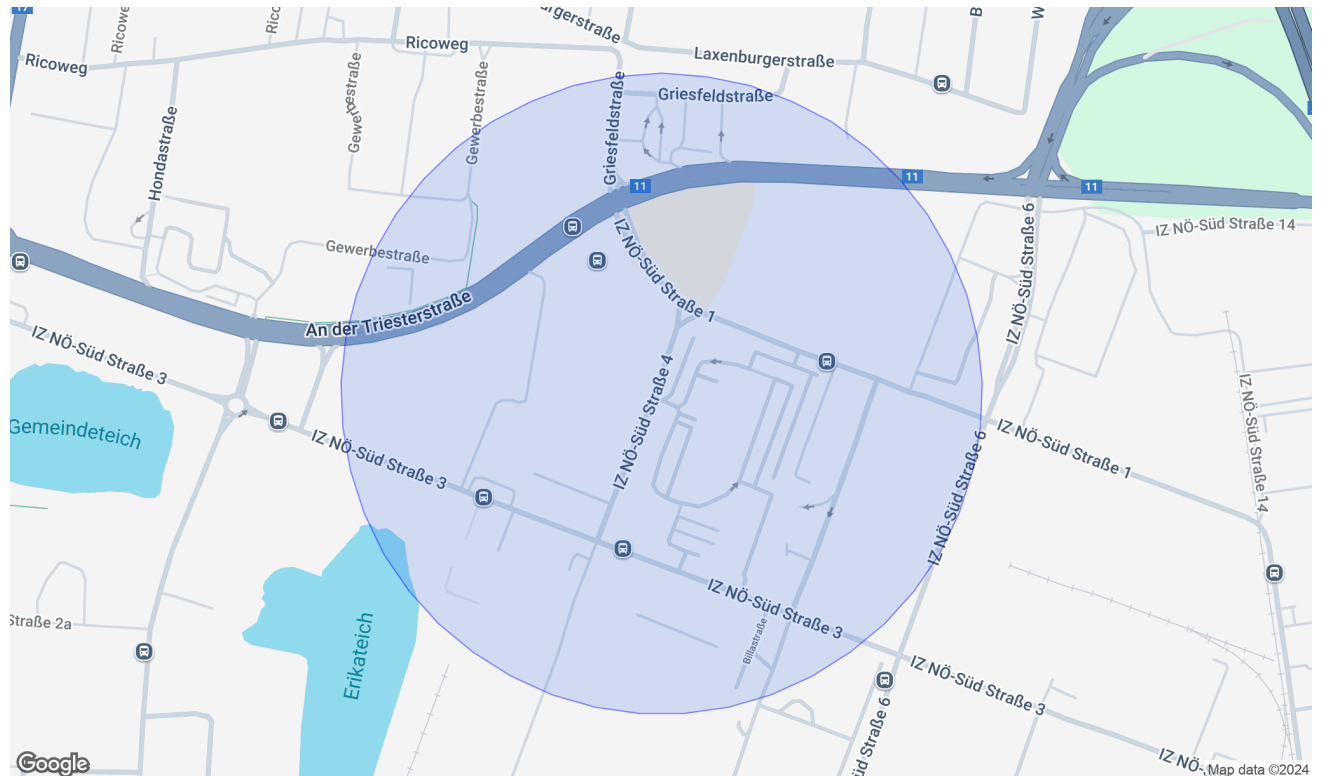 17
Ricoweg
Ricoweg
Laxenburgerstraße
Ricoweg
Griesfeldstraße
Gewerbestraße
Gewerbestraße
Griesfeldstraße
Hondastraße
11
11
11
IZ NÖ-Süd Straße 14
IZ NÖ-Süd Straße 6
Gewerbestraße
IZ NÖ-Süd Straße 1
An der Triesterstraße
IZ NÖ-Süd Straße 3
IZ NÖ-Süd Straße 4
IZ NÖ-Süd Straße 14
Gemeindeteich
IZ NÖ-Süd Straße 3
IZ NÖ-Süd Straße 1
IZ NÖ-Süd Straße 6
IZ NÖ-Süd Straße 3
Straße 2a
Billastraße
Erikateich
IZ NÖ-Süd Straße 3
Süd Straße 6
IZ NÖ-
Google
Map data ©2024